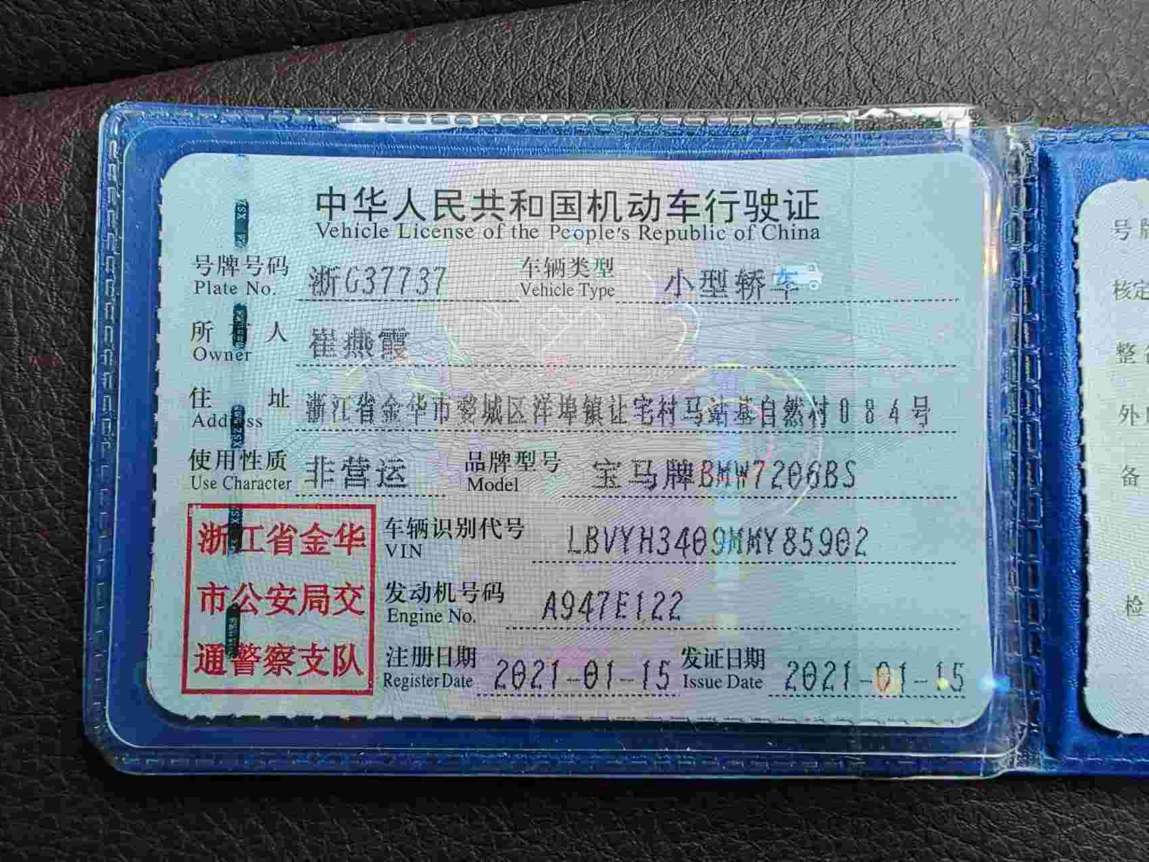 中华人民共和国机动车行驶证
Vehicle License of the People's Republic of China
号牌号码 浙G37737 车辆类型 小型轿车
Plate No. Vehicle Type
所有人 崔燕霞
Owner
住址 浙江省金华市婺城区洋埠镇让宅村马站基自然村084号
Address
使用性质 非营运 品牌型号 宝马牌BMW7206BS
Use Character Model
浙江省金华
市公安局交
通警察支队
车辆识别代号 LBVYH3409MMY85902
VIN
发动机号码 A947E122
Engine No.
注册日期 2021-01-15 发证日期 2021-01-15
Register Date Issue Date
号牌
核定
整备
备
检